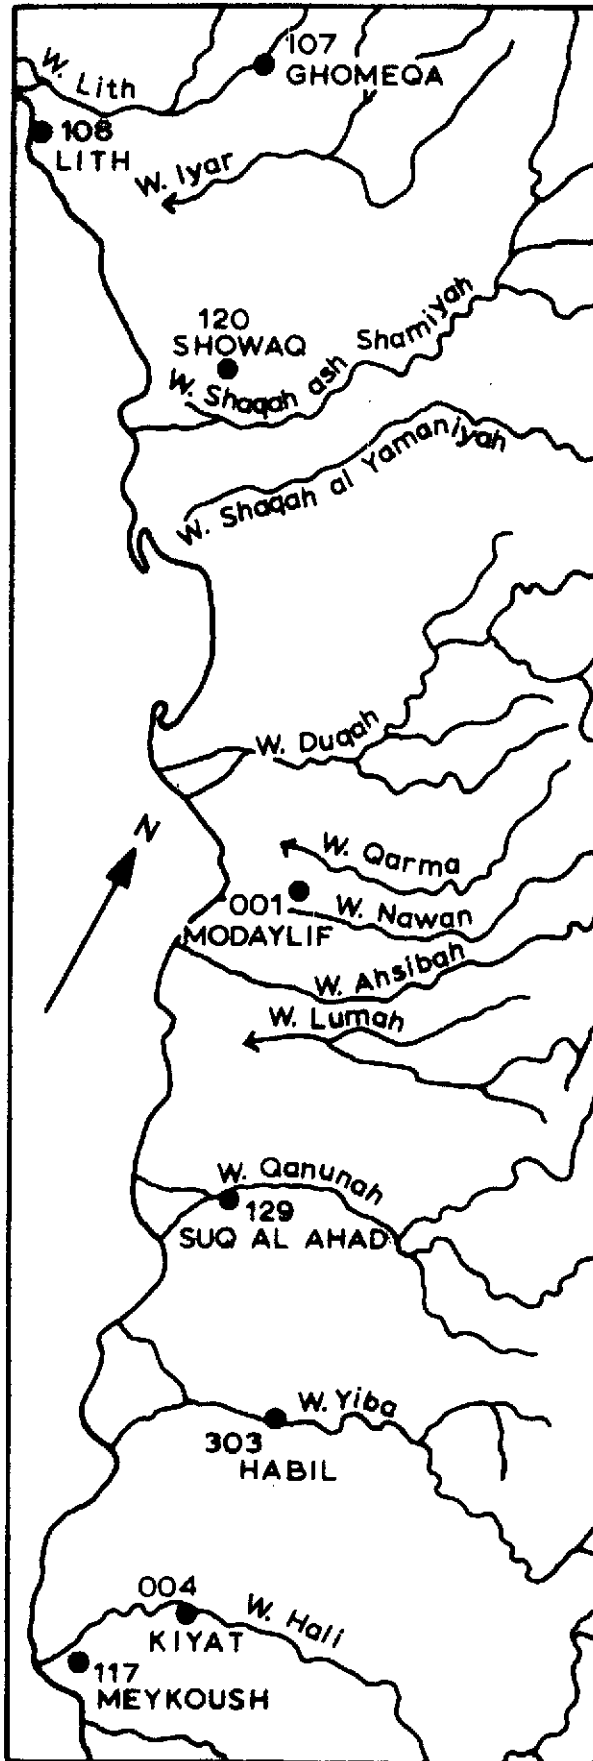 107
GHOMEQA
W. Lith
108
LITH
W. Iyar
120
SHOWAQ
W. Shaqah ash Shamiyah
W. Shaqah al Yamaniyah
W. Duqah
N
W. Qarma
001
MODAYLIF
W. Nawan
W. Ahsibah
W. Lumah
W. Qanunah
129
SUQ AL AHAD
W. Yiba
303
HABIL
004
KIYAT
W. Hali
117
MEYKOUSH